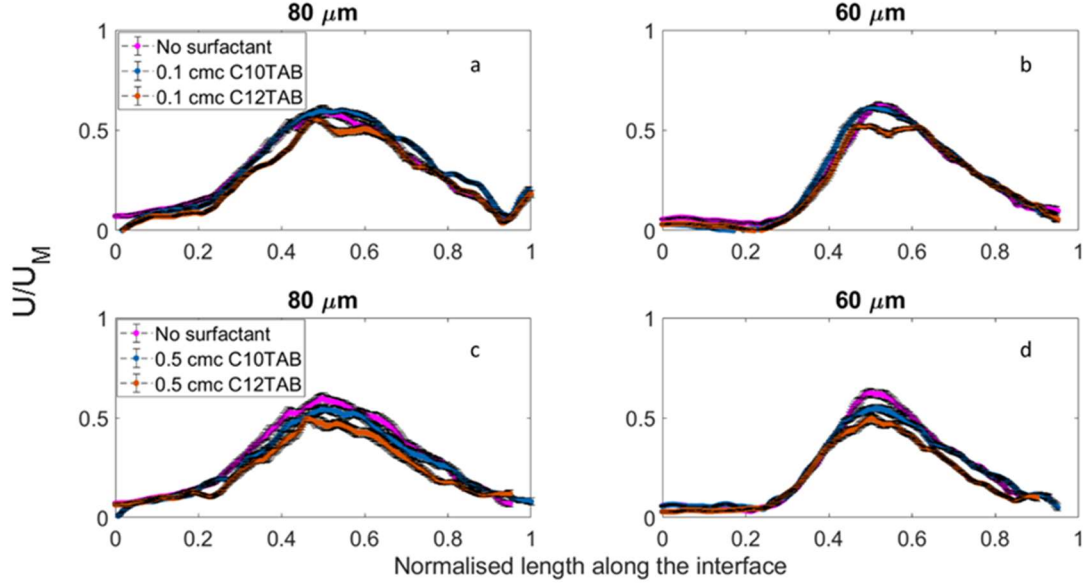 80 μm
60 μm
1
0.5
0
No surfactant
0.1 cmc C10TAB
0.1 cmc C12TAB
a
0 0.2 0.4 0.6 0.8 1
1
0.5
0
b
0 0.2 0.4 0.6 0.8 1
U/U_M
80 μm
60 μm
1
0.5
0
No surfactant
0.5 cmc C10TAB
0.5 cmc C12TAB
c
0 0.2 0.4 0.6 0.8 1
1
0.5
0
d
0 0.2 0.4 0.6 0.8 1
Normalised length along the interface